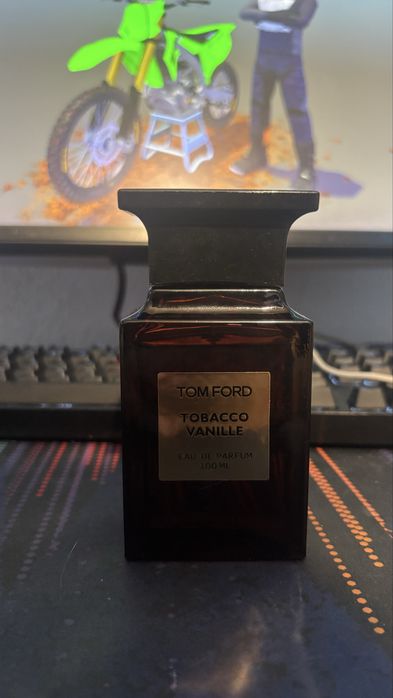 TOM FORD
TOBACCO
VANILLE
EAU DE PARFUM
100 ML